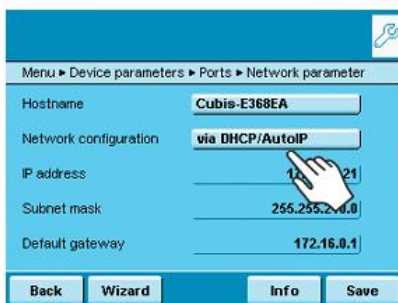 Menu ▸ Device parameters ▸ Ports ▸ Network parameter
Hostname Cubis-E368EA
Network configuration via DHCP/AutoIP
IP address 21
Subnet mask 255.255.
Default gateway 172.16.0.1
Back Wizard Info Save